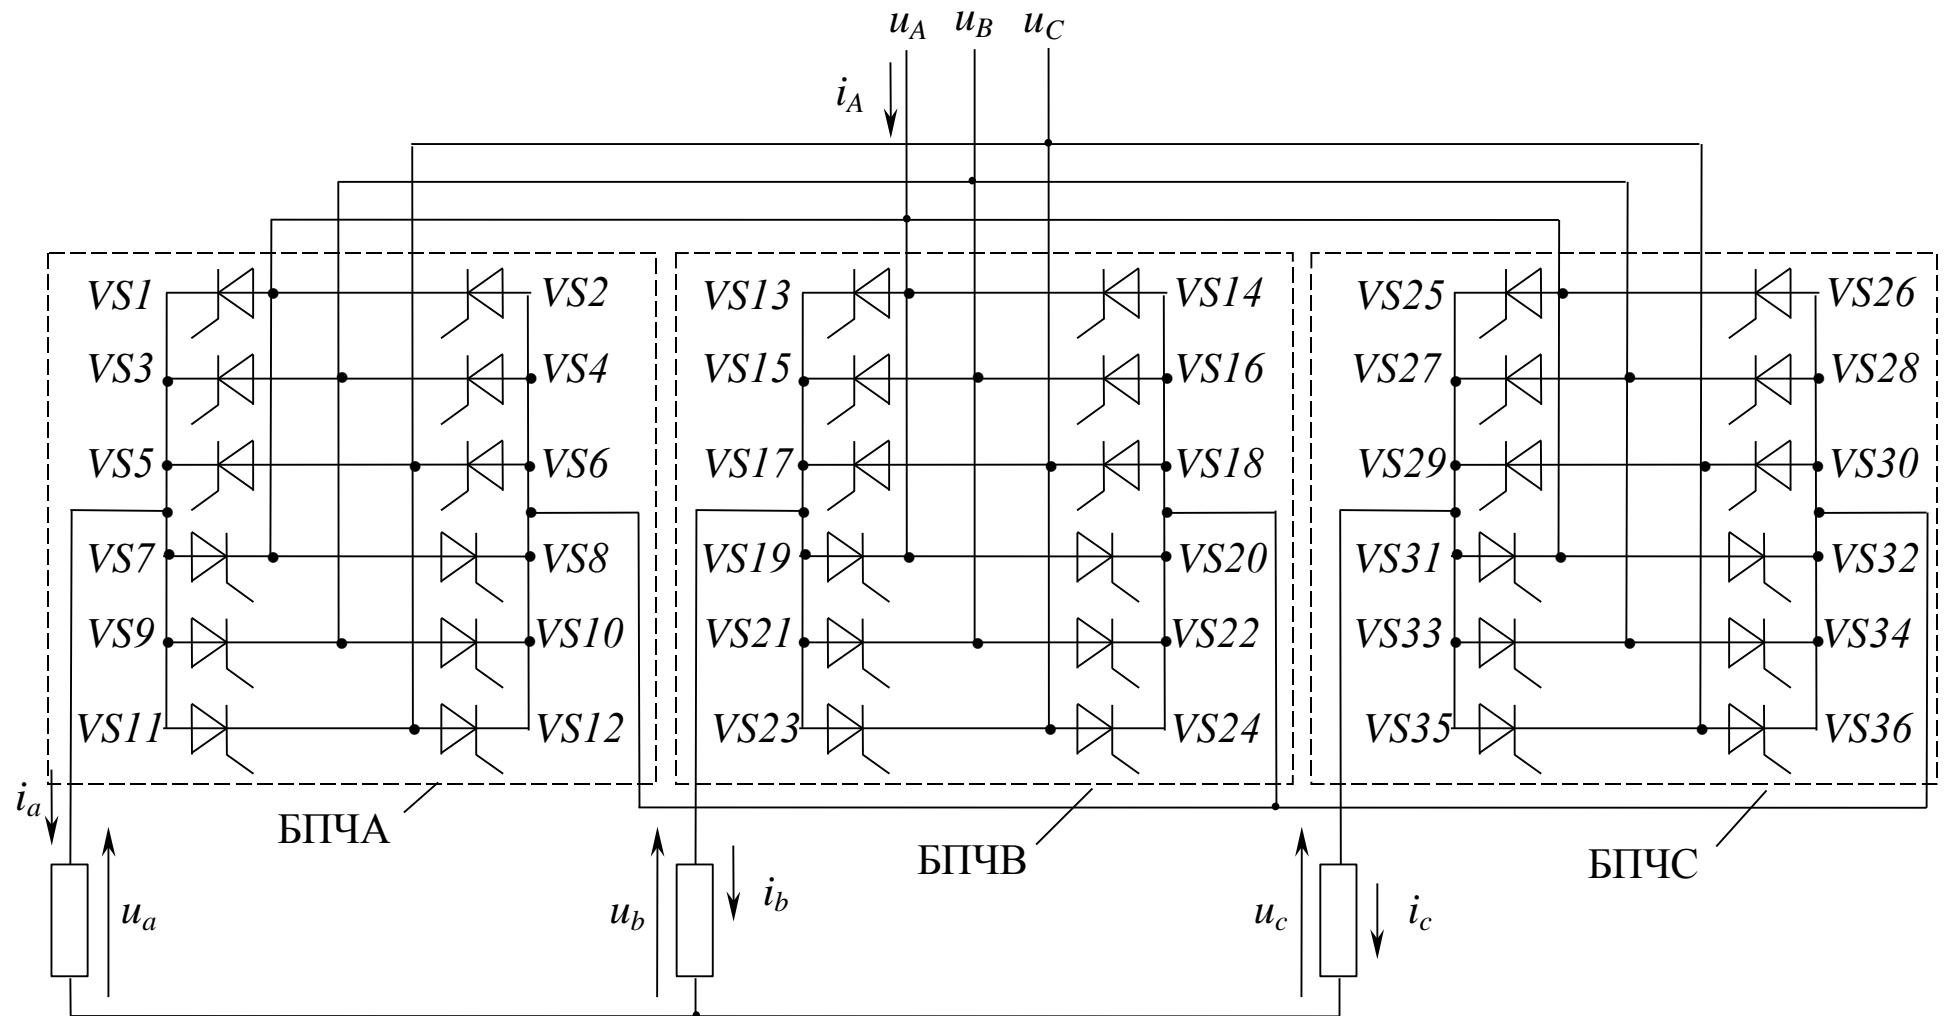 u_A u_B u_C
i_A
VS1 VS2 VS13 VS14 VS25 VS26
VS3 VS4 VS15 VS16 VS27 VS28
VS5 VS6 VS17 VS18 VS29 VS30
VS7 VS8 VS19 VS20 VS31 VS32
VS9 VS10 VS21 VS22 VS33 VS34
VS11 VS12 VS23 VS24 VS35 VS36
i_a БПЧА БПЧВ БПЧС
u_a u_b i_b u_c i_c